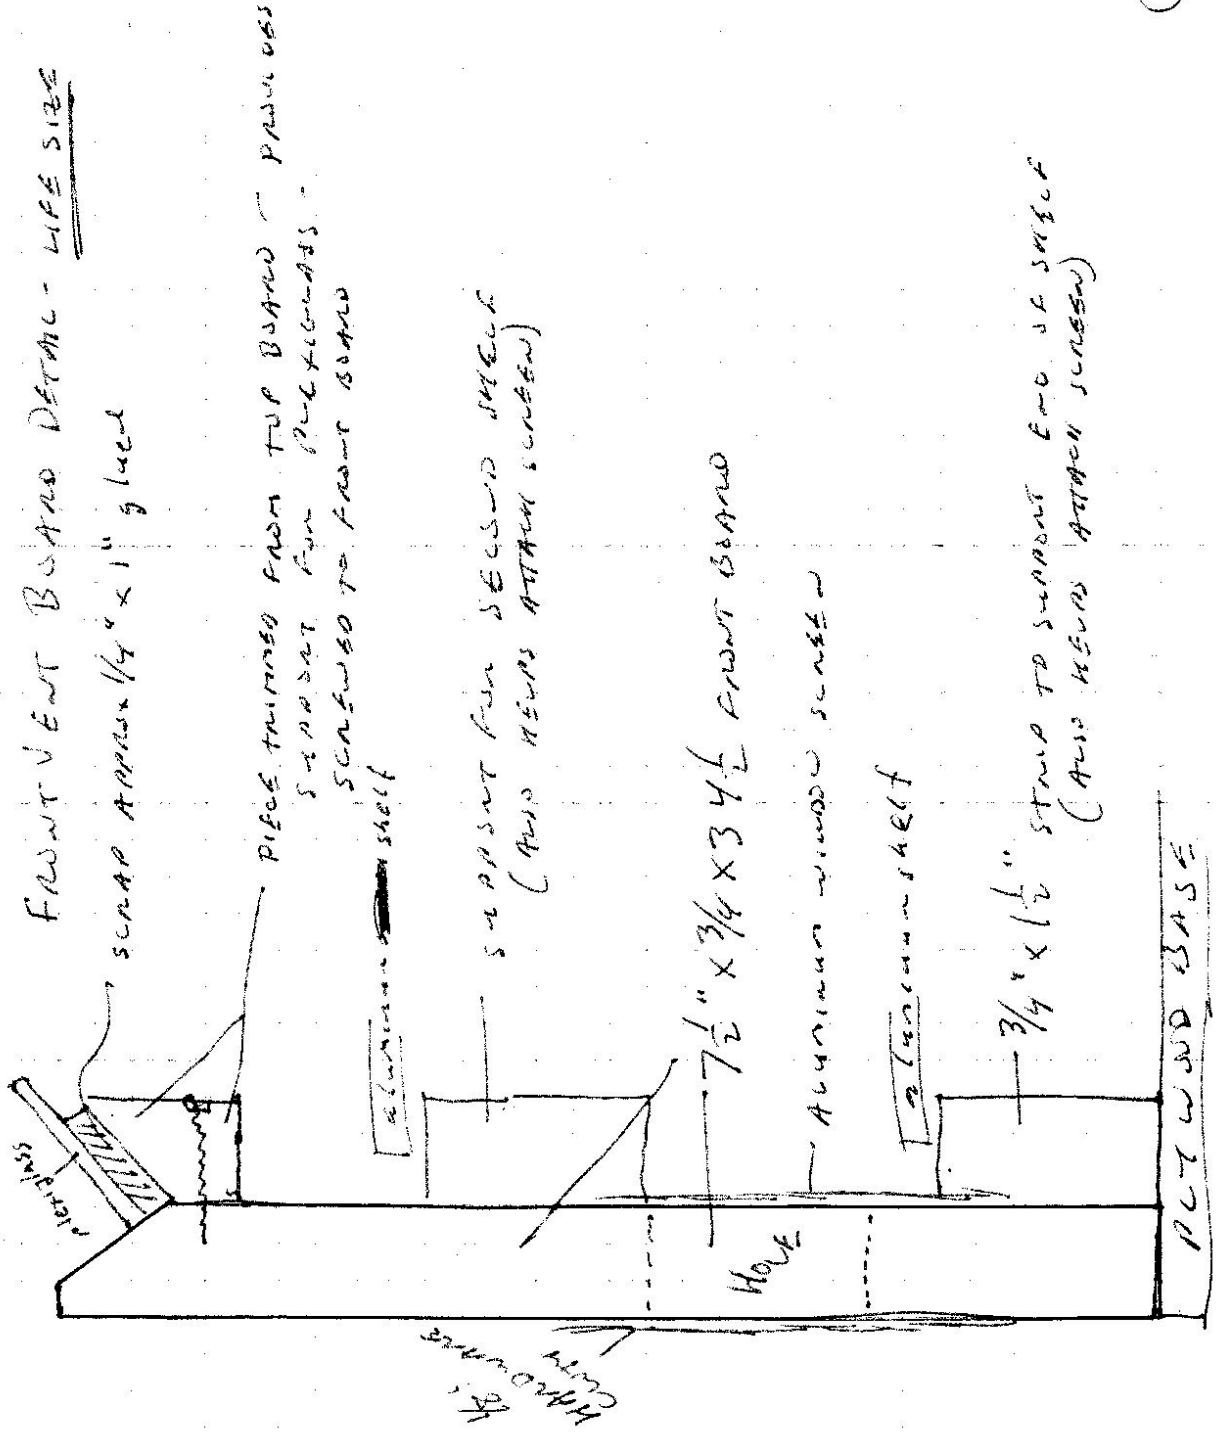 FRONT VENT BOARD DETAIL - LIFE SIZE
SCRAP APPROX 1/4" x 1" glued
plexiglass
PIECE TRIMMED FROM TOP BOARD - PROVIDES
SUPPORT FOR PLEXIGLASS -
SCREWED TO FRONT BOARD
aluminum shelf
SUPPORT FOR SECOND SHELF
(ALSO HELPS ATTACH SCREEN)
7 1/2" x 3/4 x 34 1/2 FRONT BOARD
HARDWARE
CLOTH
HOLE
ALUMINUM WINDOW SCREEN
aluminum shelf
3/4" x 1 1/2" STRIP TO SUPPORT END OF SHELF
(ALSO HELPS ATTACH SCREEN)
PLYWOOD BASE